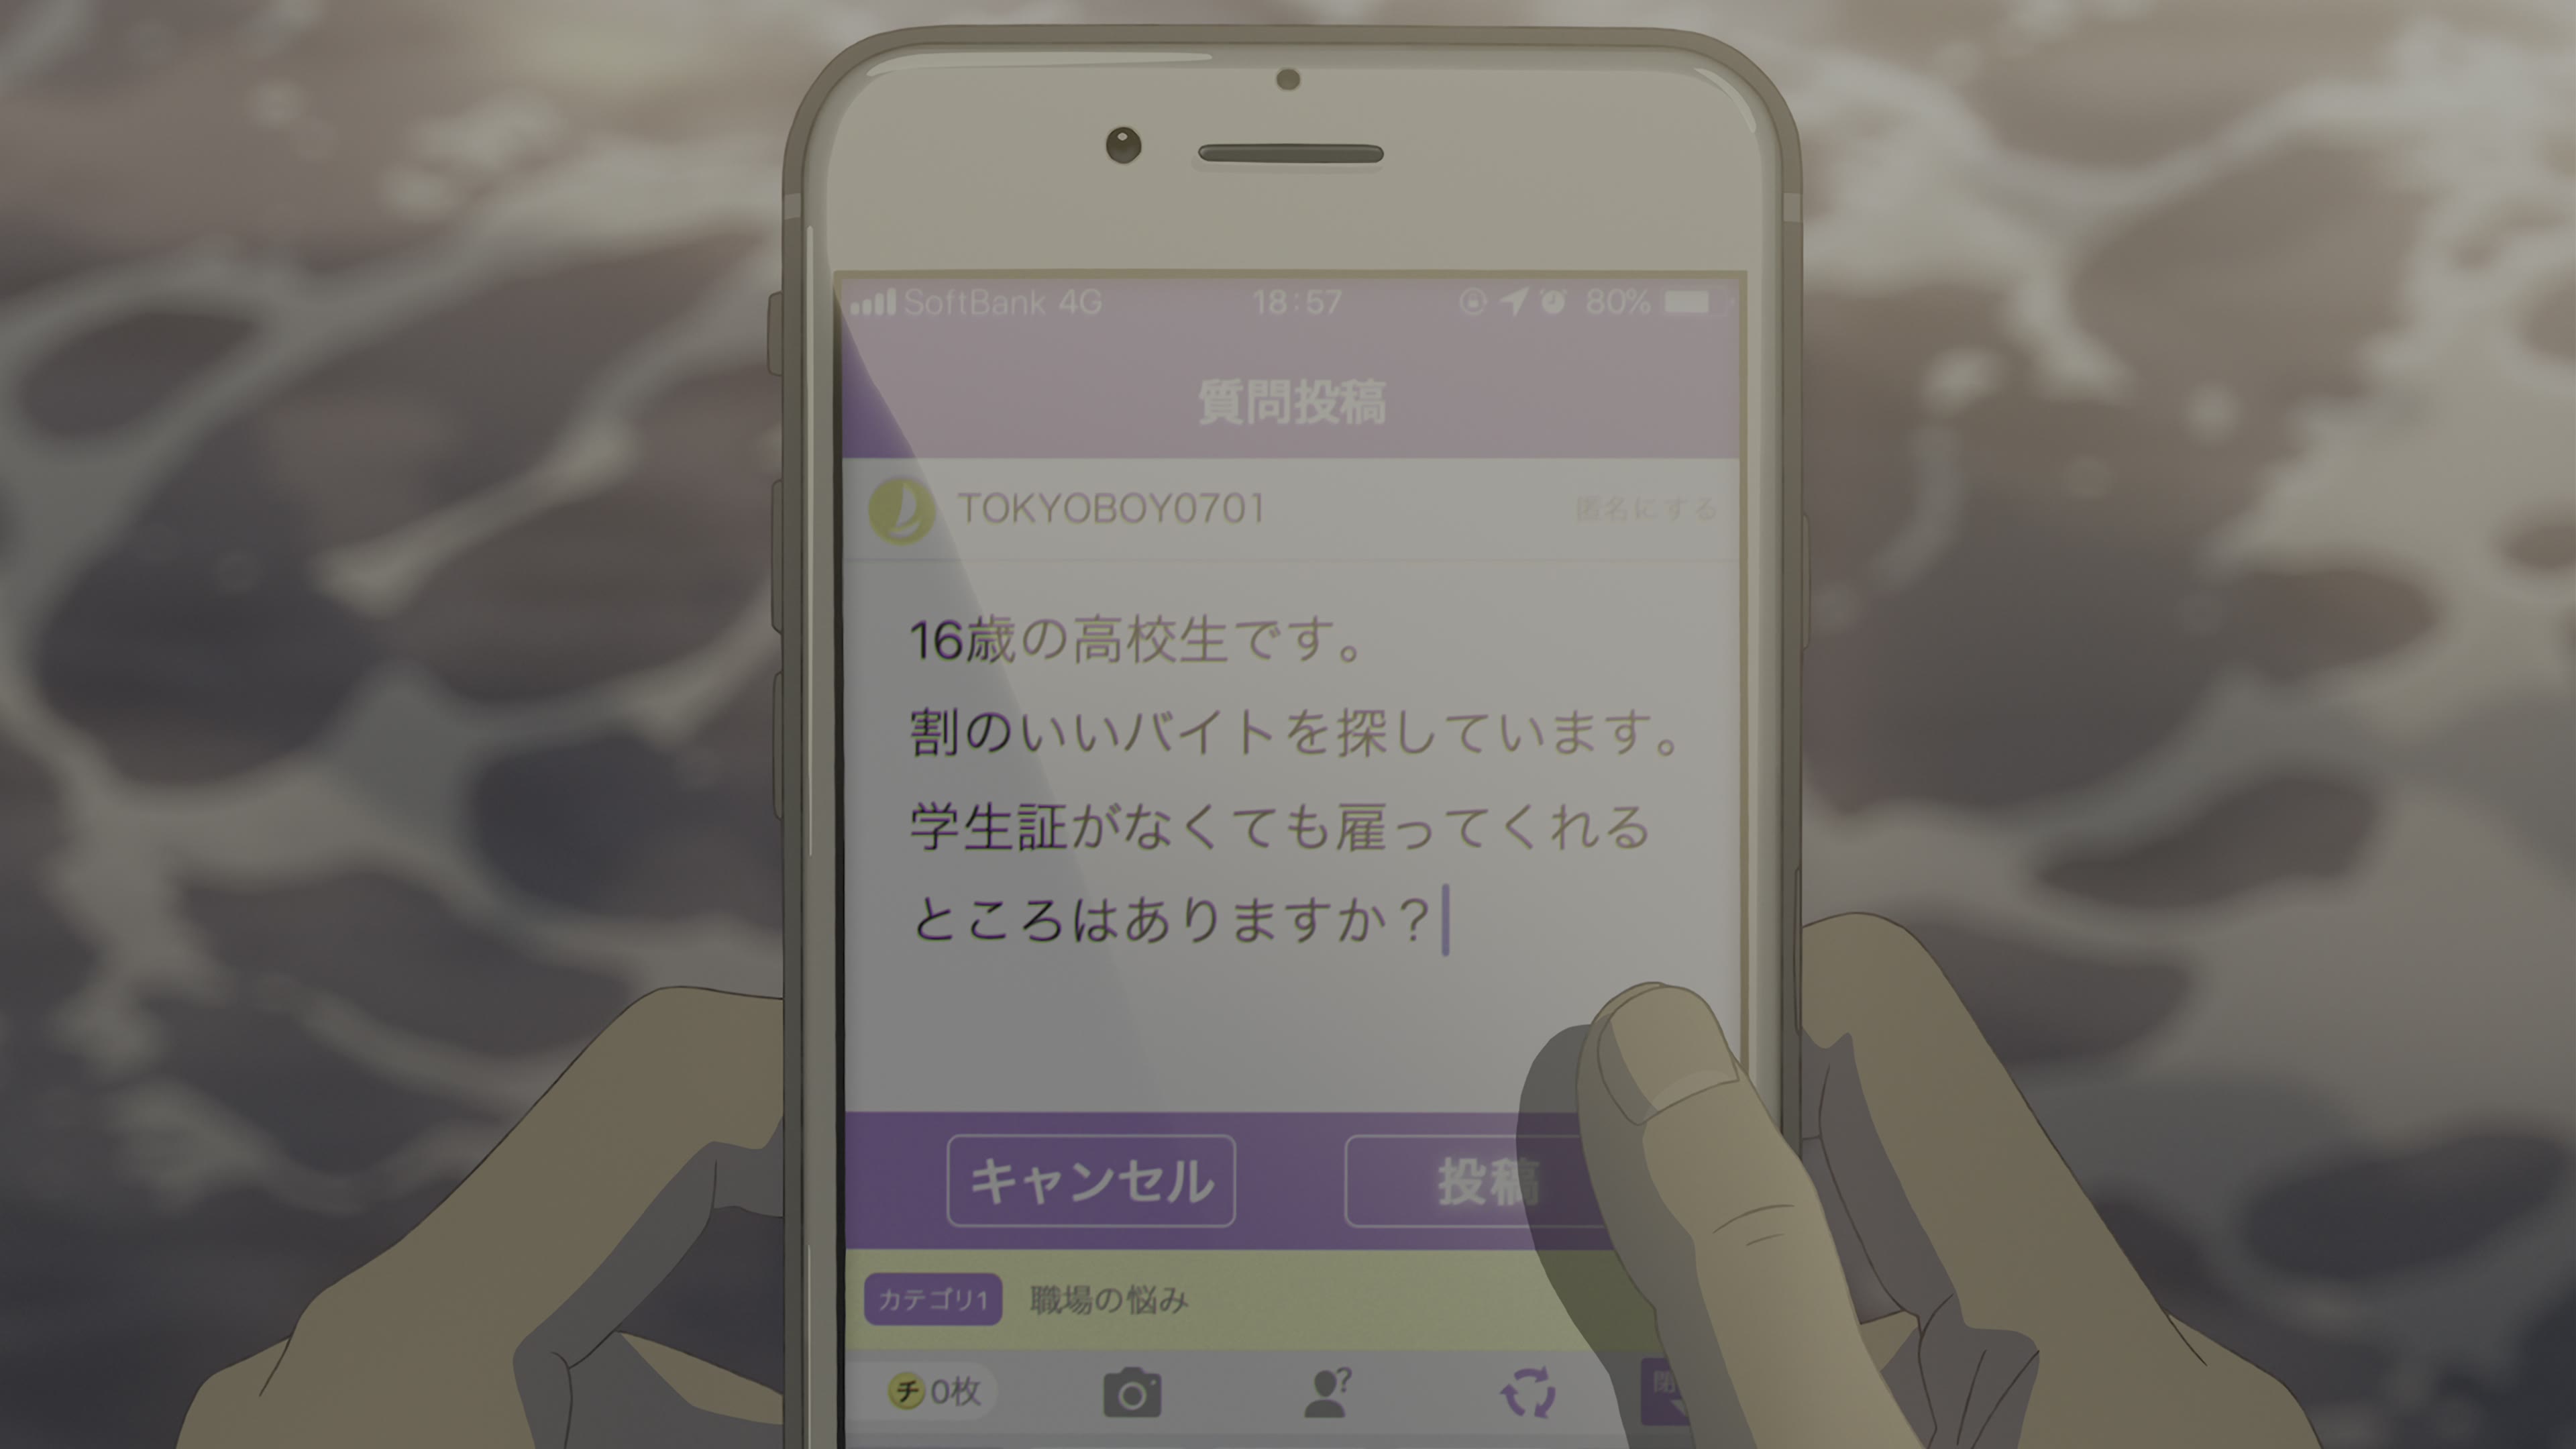 SoftBank 4G 18:57 80%
質問投稿
TOKYOBOY0701 匿名にする
16歳の高校生です。
割のいいバイトを探しています。
学生証がなくても雇ってくれる
ところはありますか？
キャンセル 投稿
カテゴリ1 職場の悩み
チ 0枚 ?